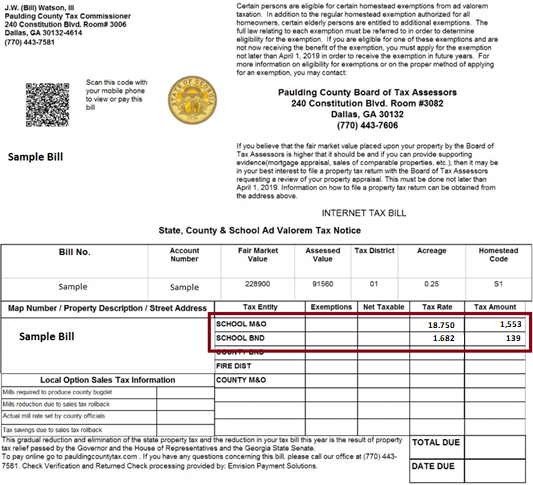 J.W. (Bill) Watson, III
Paulding County Tax Commissioner
240 Constitution Blvd. Room# 3006
Dallas, GA 30132-4614
(770) 443-7581
Scan this code with
your mobile phone
to view or pay this
bill
Sample Bill
Certain persons are eligible for certain homestead exemptions from ad valorem
taxation. In addition to the regular homestead exemption authorized for all
homeowners, certain elderly persons are entitled to additional exemptions. The
full law relating to each exemption must be referred to in order to determine
eligibility for the exemption. If you are eligible for one of these exemptions and are
not now receiving the benefit of the exemption, you must apply for the exemption
not later than April 1, 2019 in order to receive the exemption in future years. For
more information on eligibility for exemptions or on the proper method of applying
for an exemption, you may contact:
Paulding County Board of Tax Assessors
240 Constitution Blvd. Room #3082
Dallas, GA 30132
(770) 443-7606
If you believe that the fair market value placed upon your property by the Board of
Tax Assessors is higher that it should be and if you can provide supporting
evidence(mortgage appraisal, sales of comparable properties, etc.), then it may be
in your best interest to file a property tax return with the Board of Tax Assessors
requesting a review of your property appraisal. This must be done not later than
April 1, 2019. Information on how to file a property tax return can be obtained from
the address above.
INTERNET TAX BILL
State, County & School Ad Valorem Tax Notice
Bill No. Account Number Fair Market Value Assessed Value Tax District Acreage Homestead Code
Sample Sample 228900 91560 01 0.25 S1
Map Number / Property Description / Street Address Tax Entity Exemptions Net Taxable Tax Rate Tax Amount
Sample Bill
SCHOOL M&O 18.750 1,553
SCHOOL BND 1.682 139
COUNTY BND
FIRE DIST
COUNTY M&O
Local Option Sales Tax Information
Mills required to produce county bugdet
Mills reduction due to sales tax rollback
Actual mill rate set by county officials
Tax savings due to sales tax rollback
This gradual reduction and elimination of the state property tax and the reduction in your tax bill this year is the result of property
tax relief passed by the Governor and the House of Representatives and the Georgia State Senate.
To pay online go to pauldingcountytax.com . If you have any questions concerning this bill, please call our office at (770) 443-
7581. Check Verification and Returned Check processing provided by: Envision Payment Solutions.
TOTAL DUE
DATE DUE